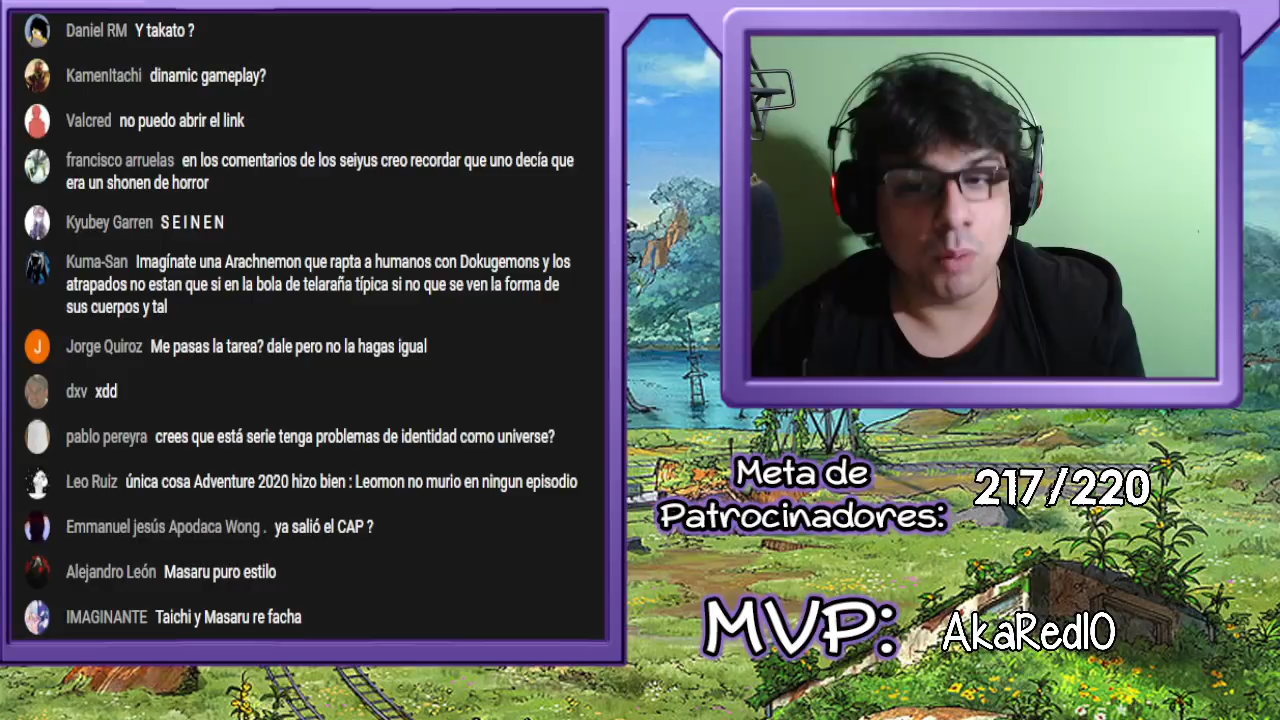 Daniel RM Y takato ?
KamenItachi dinamic gameplay?
Valcred no puedo abrir el link
francisco arruelas en los comentarios de los seiyus creo recordar que uno decía que
era un shonen de horror
Kyubey Garren S E I N E N
Kuma-San Imagínate una Arachnemon que rapta a humanos con Dokugemons y los
atrapados no estan que si en la bola de telaraña típica si no que se ven la forma de
sus cuerpos y tal
J Jorge Quiroz Me pasas la tarea? dale pero no la hagas igual
dxv xdd
pablo pereyra crees que está serie tenga problemas de identidad como universe?
Leo Ruiz única cosa Adventure 2020 hizo bien : Leomon no murio en ningun episodio
Emmanuel jesús Apodaca Wong . ya salió el CAP ?
Alejandro León Masaru puro estilo
IMAGINANTE Taichi y Masaru re facha
Meta de
Patrocinadores:
217/220
MVP:
AkaRed10